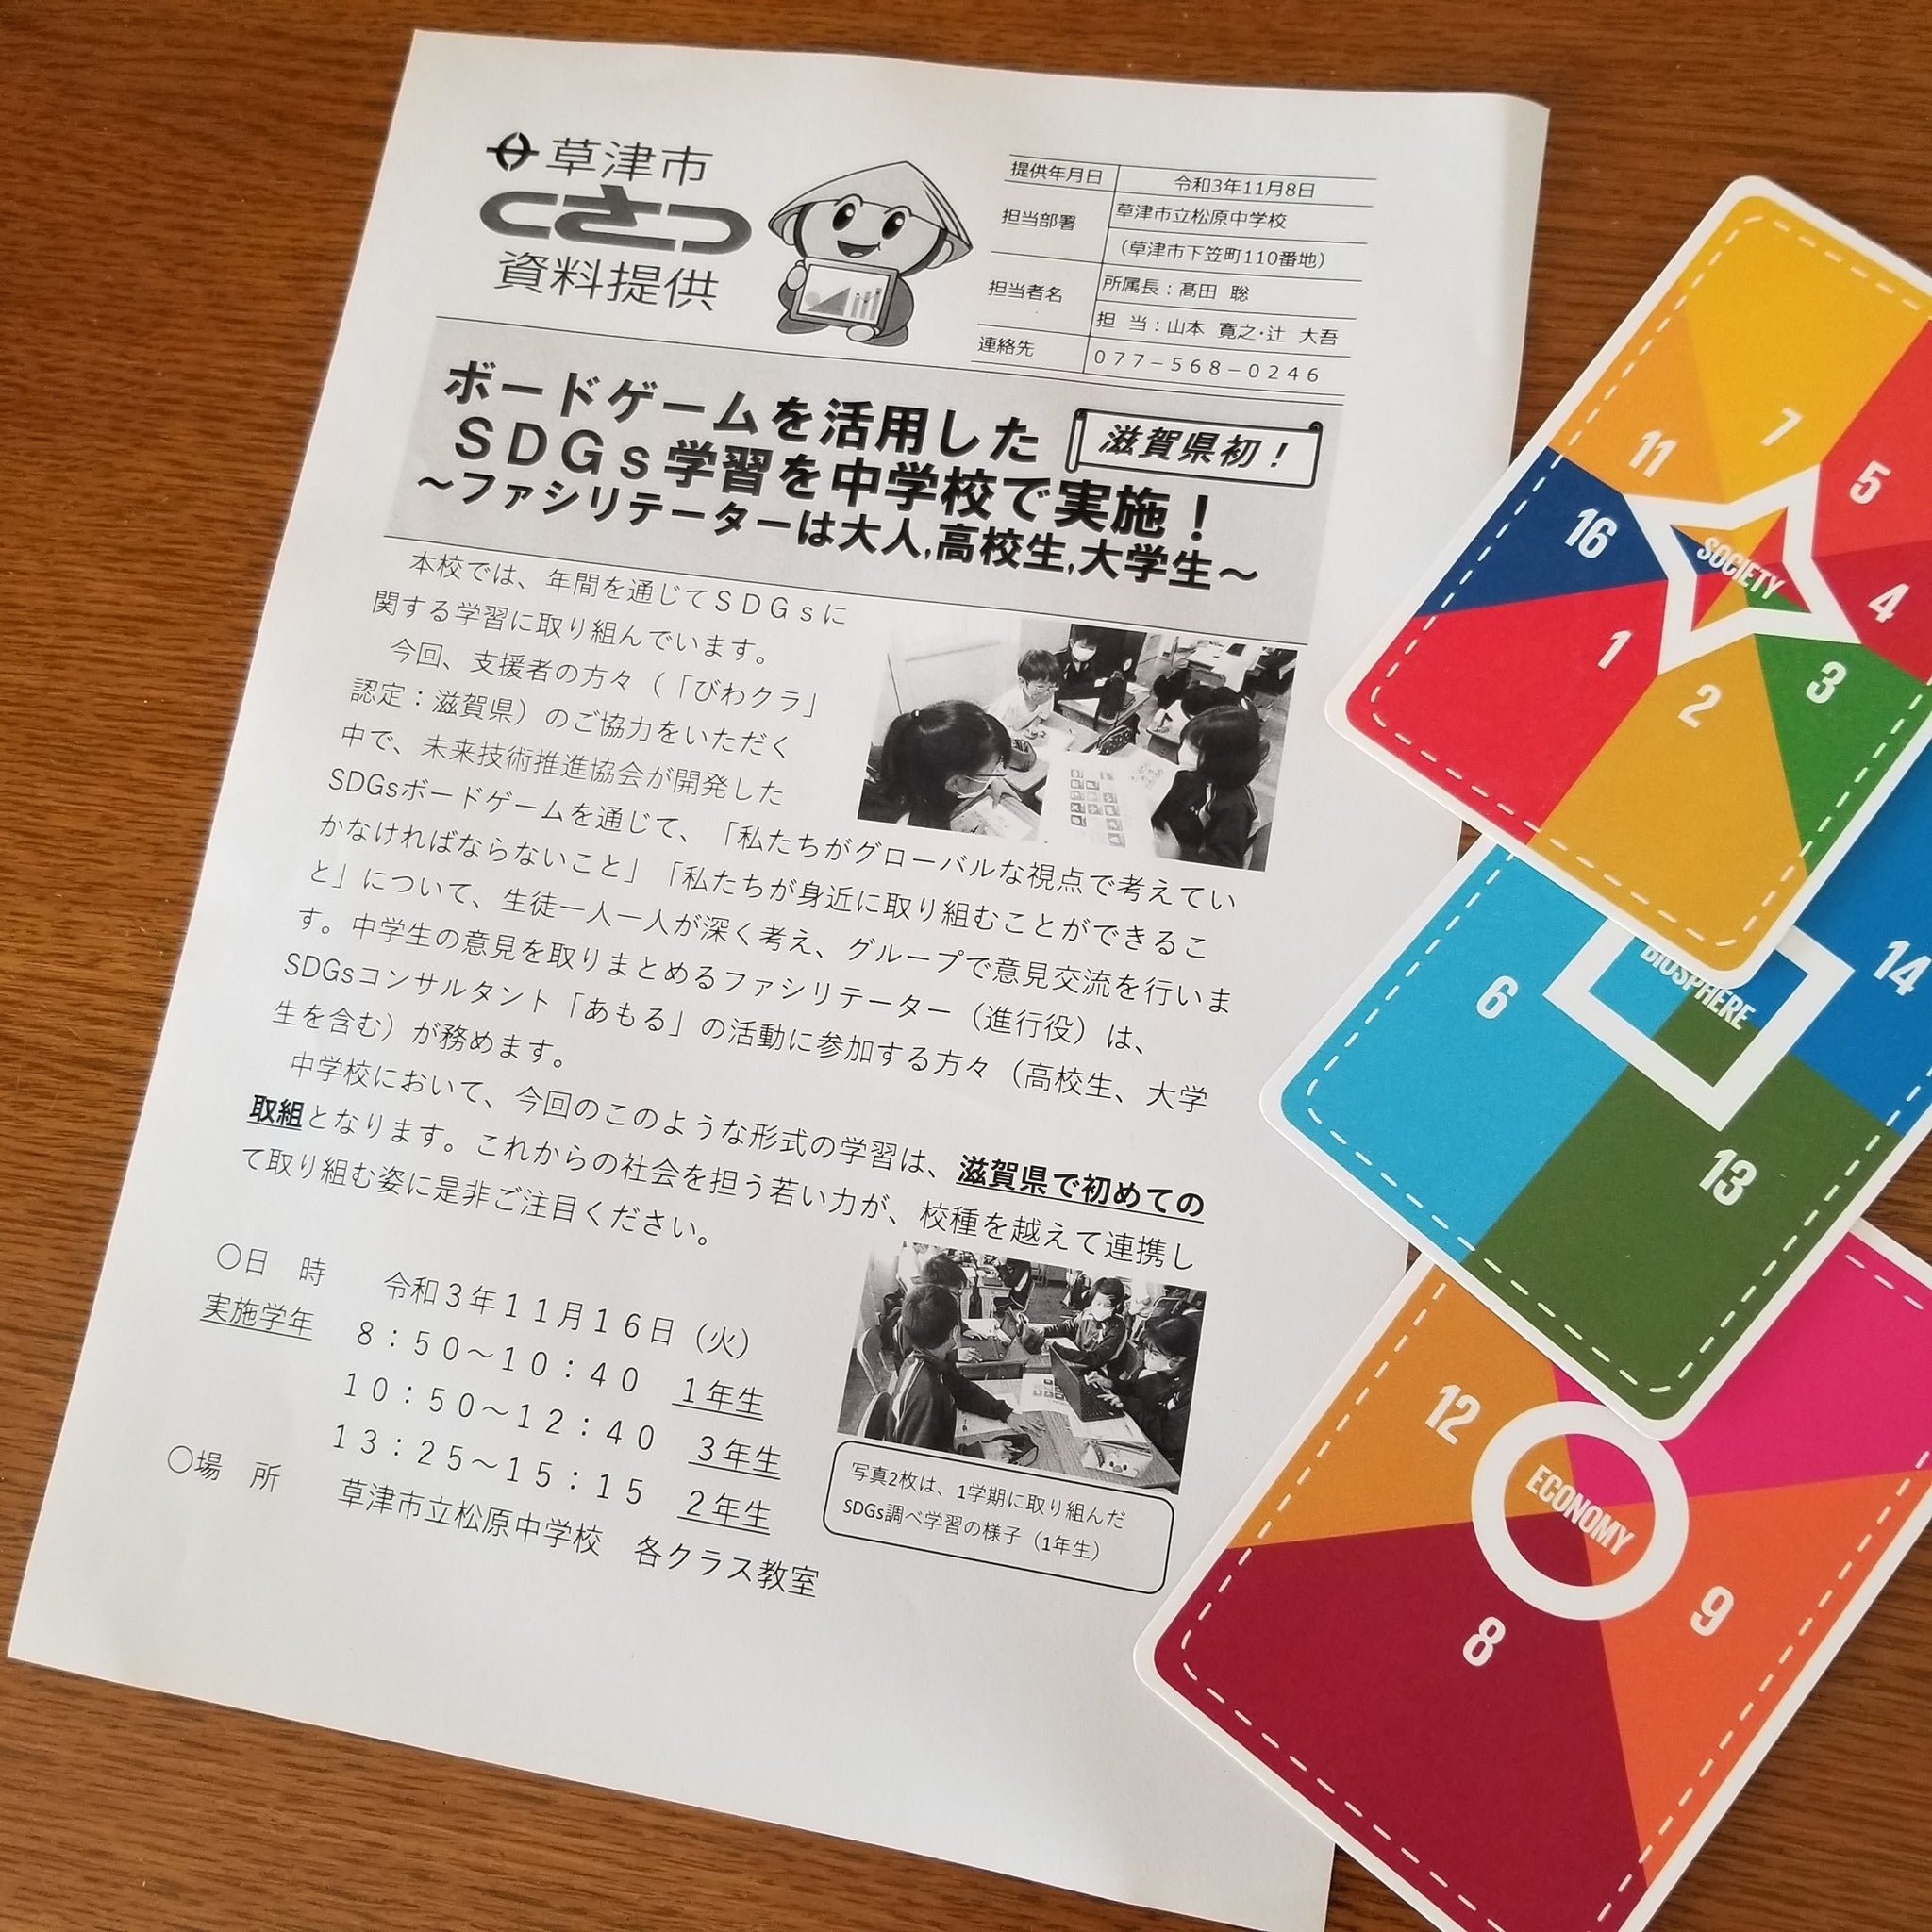 草津市
くさつ
資料提供
提供年月日 令和3年11月8日
担当部署 草津市立松原中学校
（草津市下笠町110番地）
担当者名 所属長：髙田 聡
担 当：山本 寛之・辻 大吾
連絡先 077－568－0246
ボードゲームを活用した
滋賀県初！
ＳＤＧｓ学習を中学校で実施！
～ファシリテーターは大人,高校生,大学生～
本校では、年間を通じてＳＤＧｓに
関する学習に取り組んでいます。
今回、支援者の方々（「びわクラ」
認定：滋賀県）のご協力をいただく
中で、未来技術推進協会が開発した
SDGsボードゲームを通じて、「私たちがグローバルな視点で考えてい
かなければならないこと」「私たちが身近に取り組むことができるこ
と」について、生徒一人一人が深く考え、グループで意見交流を行いま
す。中学生の意見を取りまとめるファシリテーター（進行役）は、
SDGsコンサルタント「あもる」の活動に参加する方々（高校生、大学
生を含む）が務めます。
中学校において、今回のこのような形式の学習は、滋賀県で初めての
取組となります。これからの社会を担う若い力が、校種を越えて連携し
て取り組む姿に是非ご注目ください。
○日 時 令和３年１１月１６日（火）
実施学年 ８：５０～１０：４０ １年生
１０：５０～１２：４０ ３年生
１３：２５～１５：１５ ２年生
○場 所 草津市立松原中学校 各クラス教室
写真2枚は、1学期に取り組んだ
SDGs調べ学習の様子（1年生）
7
11
5
16
SOCIETY
4
1
3
2
14
BIOSPHERE
6
13
12
ECONOMY
9
8